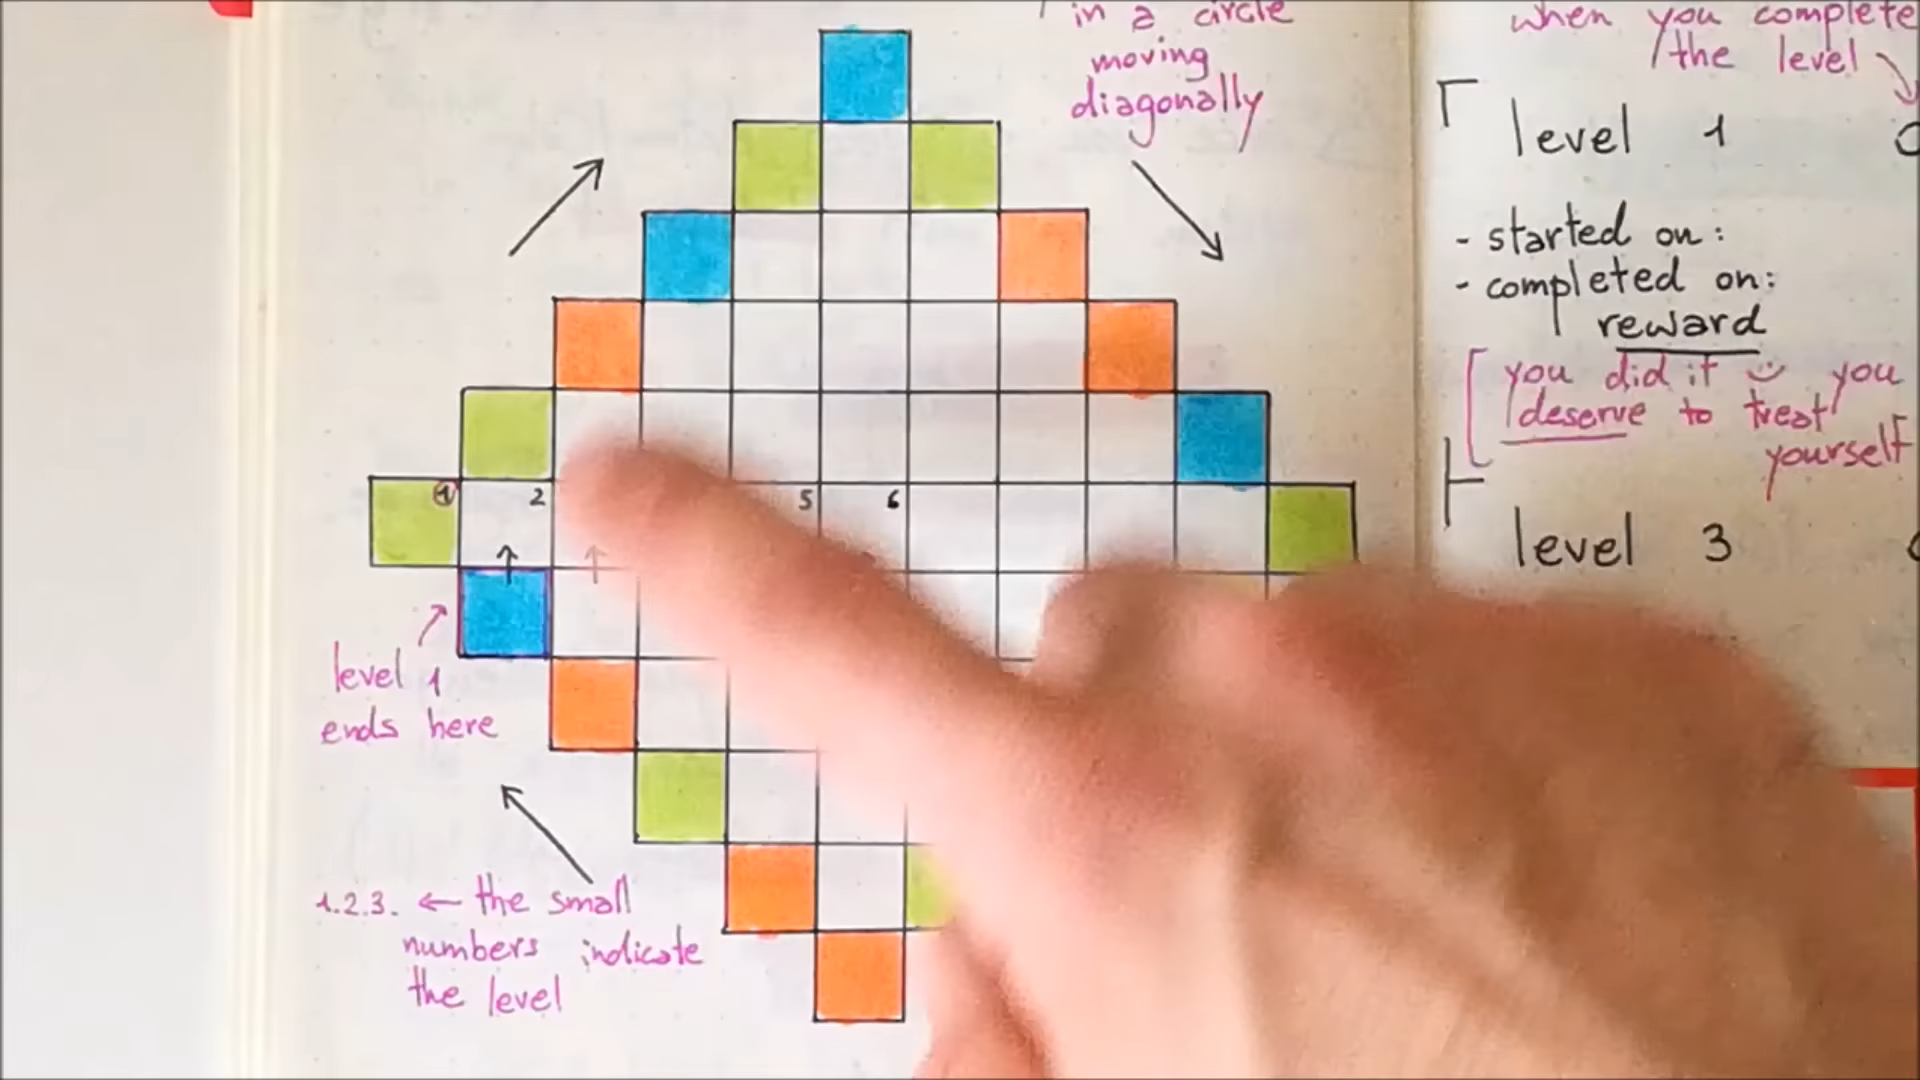 in a circle
moving
diagonally
when you complete
the level
level 1
- started on:
- completed on:
reward
you did it you
deserve to treat
yourself
level 3
1 2 5 6
level 1
ends here
1.2.3. ← the small
numbers indicate
the level